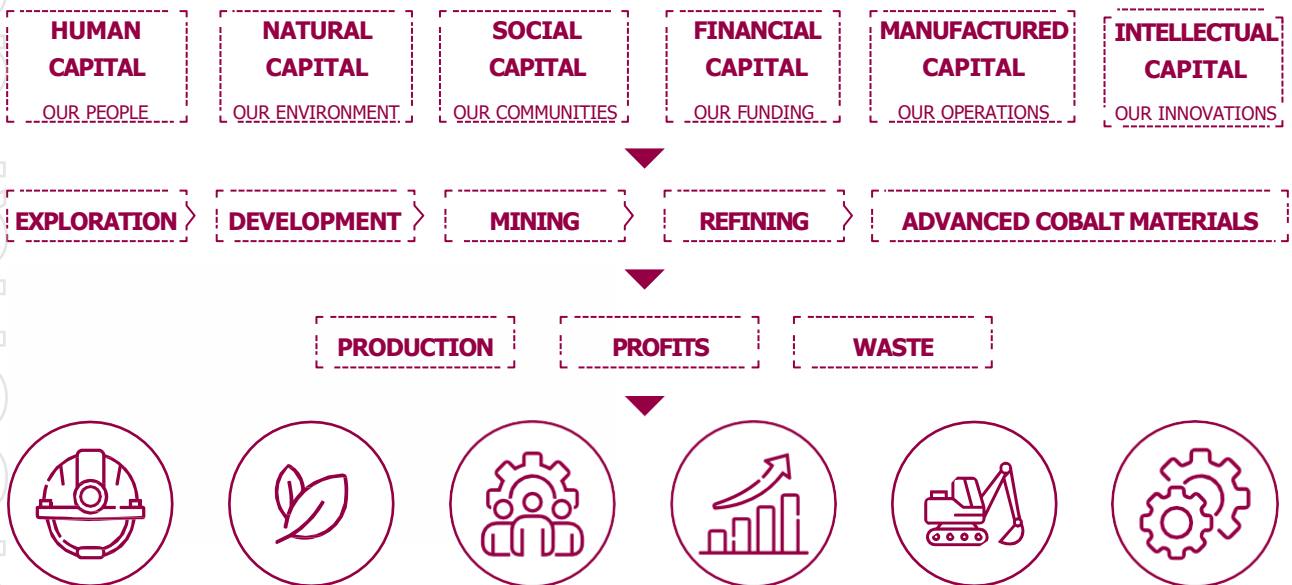 HUMAN
CAPITAL
OUR PEOPLE
NATURAL
CAPITAL
OUR ENVIRONMENT
SOCIAL
CAPITAL
OUR COMMUNITIES
FINANCIAL
CAPITAL
OUR FUNDING
MANUFACTURED
CAPITAL
OUR OPERATIONS
INTELLECTUAL
CAPITAL
OUR INNOVATIONS
EXPLORATION
DEVELOPMENT
MINING
REFINING
ADVANCED COBALT MATERIALS
PRODUCTION
PROFITS
WASTE